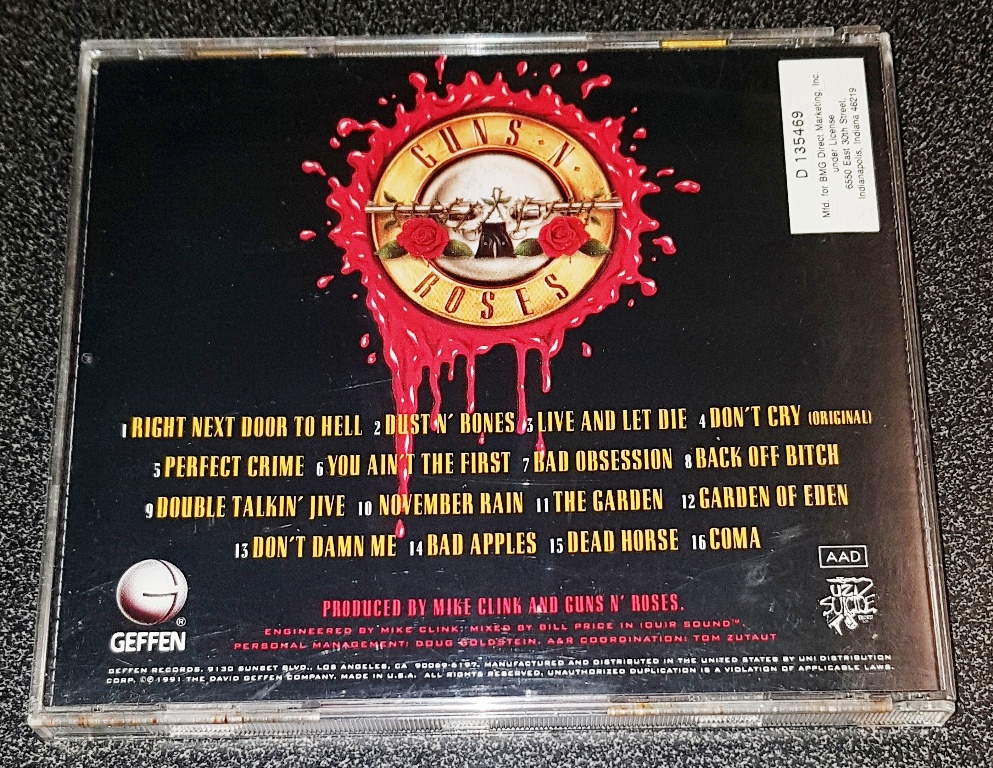 GUNS N'
ROSES
D 135469
Mfd. for BMG Direct Marketing, Inc.
under License
6550 East 30th Street,
Indianapolis, Indiana 46219
1 RIGHT NEXT DOOR TO HELL 2 DUST N' BONES 3 LIVE AND LET DIE 4 DON'T CRY (ORIGINAL)
5 PERFECT CRIME 6 YOU AIN'T THE FIRST 7 BAD OBSESSION 8 BACK OFF BITCH
9 DOUBLE TALKIN' JIVE 10 NOVEMBER RAIN 11 THE GARDEN 12 GARDEN OF EDEN
13 DON'T DAMN ME 14 BAD APPLES 15 DEAD HORSE 16 COMA
AAD
UZI
SUICIDE
G®
GEFFEN
PRODUCED BY MIKE CLINK AND GUNS N' ROSES.
ENGINEERED BY MIKE CLINK; MIXED BY BILL PRICE IN (QUIR SOUND™.
PERSONAL MANAGEMENT: DOUG GOLDSTEIN. A&R COORDINATION: TOM ZUTAUT
GEFFEN RECORDS, 9130 SUNSET BLVD., LOS ANGELES, CA 90069-6197. MANUFACTURED AND DISTRIBUTED IN THE UNITED STATES BY UNI DISTRIBUTION
CORP. ©℗ 1991 THE DAVID GEFFEN COMPANY. MADE IN U.S.A. ALL RIGHTS RESERVED. UNAUTHORIZED DUPLICATION IS A VIOLATION OF APPLICABLE LAWS.